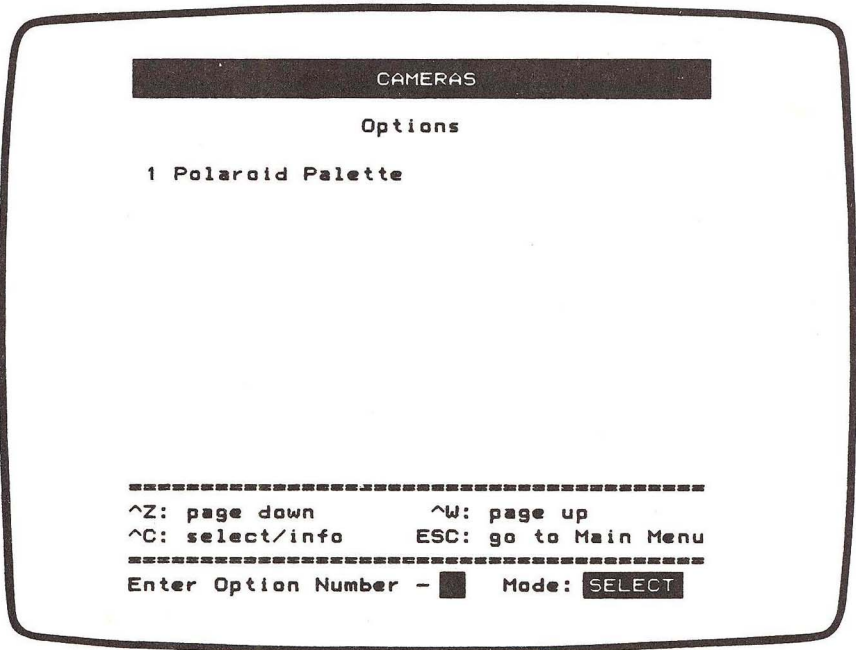 CAMERAS
Options
1 Polaroid Palette
=======================================
^Z: page down ^W: page up
^C: select/info ESC: go to Main Menu
=======================================
Enter Option Number - Mode: SELECT